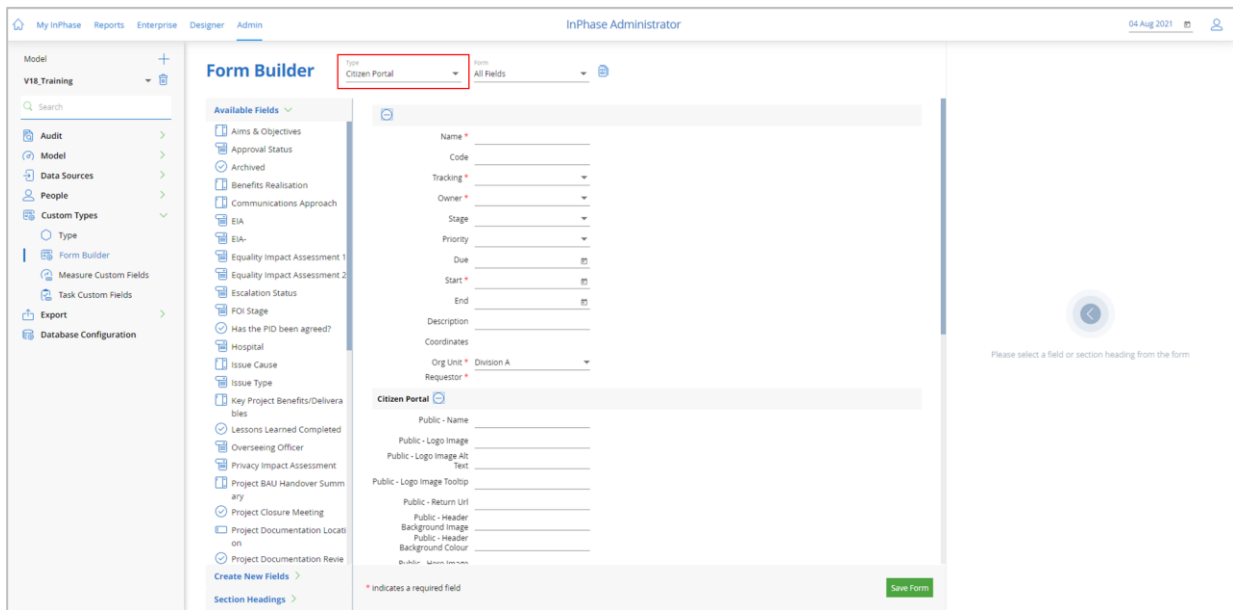 My InPhase Reports Enterprise Designer Admin
InPhase Administrator
04 Aug 2021
Model
V18_Training
Search
Audit
Model
Data Sources
People
Custom Types
Type
Form Builder
Measure Custom Fields
Task Custom Fields
Export
Database Configuration
Form Builder
Type
Citizen Portal
Form
All Fields
Available Fields
Aims & Objectives
Approval Status
Archived
Benefits Realisation
Communications Approach
EIA
EIA-
Equality Impact Assessment 1
Equality Impact Assessment 2
Escalation Status
FOI Stage
Has the PID been agreed?
Hospital
Issue Cause
Issue Type
Key Project Benefits/Delivera
bles
Lessons Learned Completed
Overseeing Officer
Privacy Impact Assessment
Project BAU Handover Summ
ary
Project Closure Meeting
Project Documentation Locati
on
Project Documentation Revie
Create New Fields
Section Headings
Name *
Code
Tracking *
Owner *
Stage
Priority
Due
Start *
End
Description
Coordinates
Org Unit * Division A
Requestor *
Citizen Portal
Public - Name
Public - Logo Image
Public - Logo Image Alt
Text
Public - Logo Image Tooltip
Public - Return Url
Public - Header
Background Image
Public - Header
Background Colour
Public - Hero Image
* indicates a required field
Save Form
Please select a field or section heading from the form